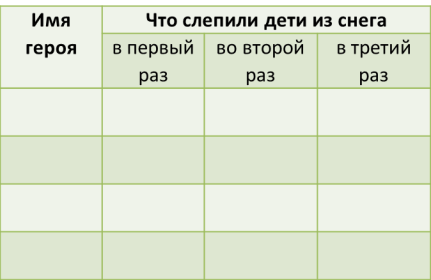 Имя
героя
Что слепили дети из снега
в первый
раз
во второй
раз
в третий
раз